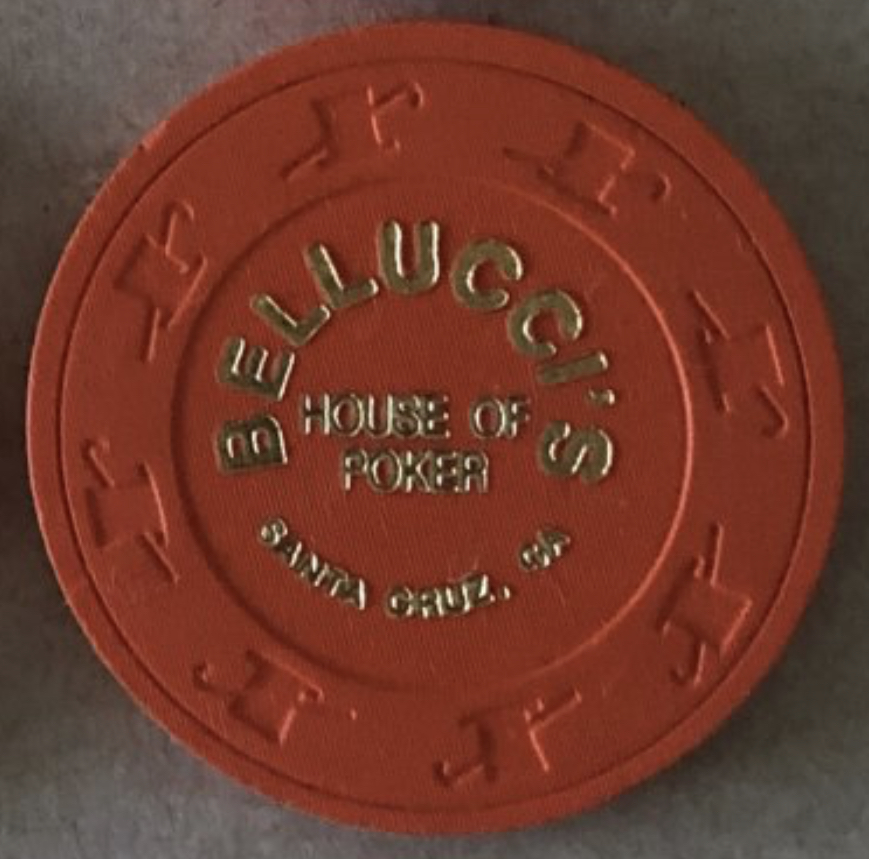 BELLUCCI'S
HOUSE OF
POKER
SANTA CRUZ, CA